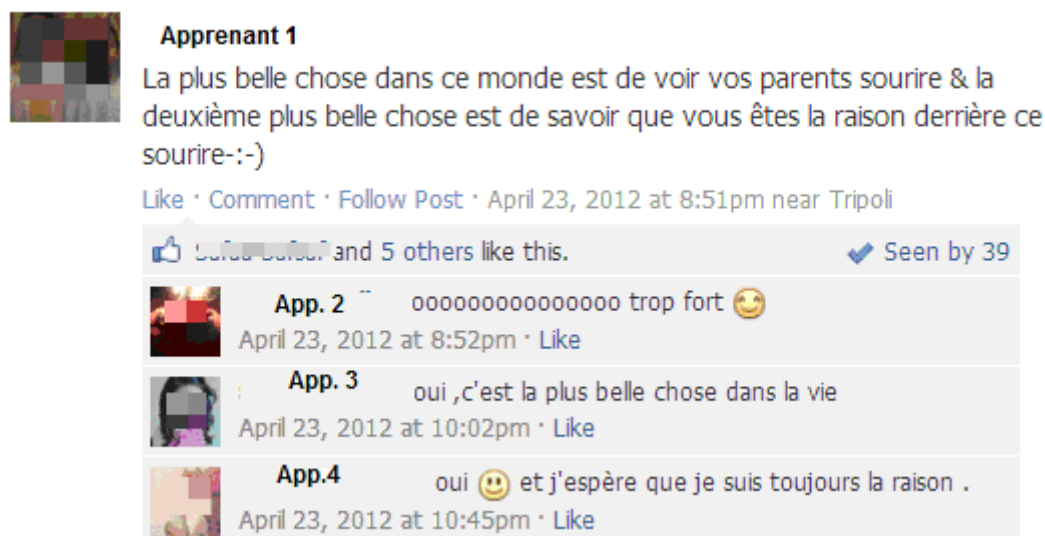 Apprenant 1
La plus belle chose dans ce monde est de voir vos parents sourire & la
deuxième plus belle chose est de savoir que vous êtes la raison derrière ce
sourire-:-)
Like · Comment · Follow Post · April 23, 2012 at 8:51pm near Tripoli
and 5 others like this. Seen by 39
App. 2 ooooooooooooooo trop fort
April 23, 2012 at 8:52pm · Like
App. 3 oui ,c'est la plus belle chose dans la vie
April 23, 2012 at 10:02pm · Like
App.4 oui et j'espère que je suis toujours la raison .
April 23, 2012 at 10:45pm · Like